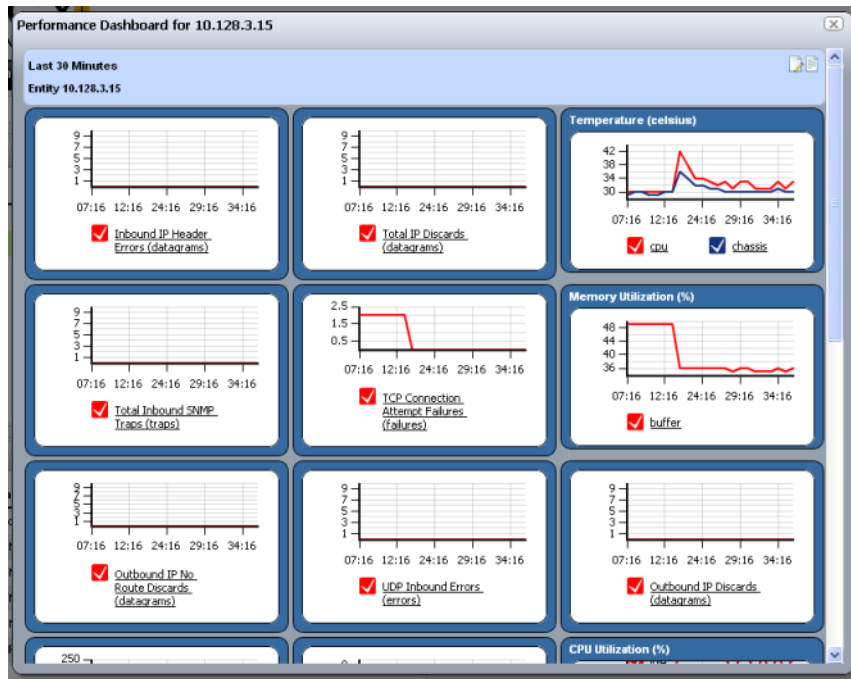 Performance Dashboard for 10.128.3.15
Last 30 Minutes
Entity 10.128.3.15
9
7
5
3
1
07:16 12:16 24:16 29:16 34:16
Inbound IP Header
Errors (datagrams)
9
7
5
3
1
07:16 12:16 24:16 29:16 34:16
Total IP Discards
(datagrams)
Temperature (celsius)
42
38
34
30
07:16 12:16 24:16 29:16 34:16
cpu chassis
9
7
5
3
1
07:16 12:16 24:16 29:16 34:16
Total Inbound SNMP
Traps (traps)
2.5
1.5
0.5
07:16 12:16 24:16 29:16 34:16
TCP Connection
Attempt Failures
(failures)
Memory Utilization (%)
48
44
40
36
07:16 12:16 24:16 29:16 34:16
buffer
9
7
5
3
1
07:16 12:16 24:16 29:16 34:16
Outbound IP No
Route Discards
(datagrams)
9
7
5
3
1
07:16 12:16 24:16 29:16 34:16
UDP Inbound Errors
(errors)
9
7
5
3
1
07:16 12:16 24:16 29:16 34:16
Outbound IP Discards
(datagrams)
250
CPU Utilization (%)